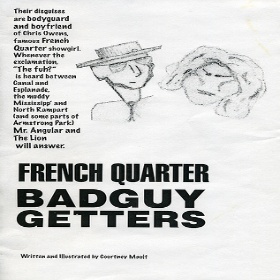 Their disguises
are bodyguard
and boyfriend
of Chris Owens,
famous French
Quarter showgirl.
Whenever the
exclamation,
"The fuh?"
is heard between
Canal and
Esplanade,
the muddy
Mississippi and
North Rampart
(and some parts of
Armstrong Park)
Mr. Angular and
The Lion
will answer.
FRENCH QUARTER
BADGUY
GETTERS
Written and Illustrated by Courtney Mault